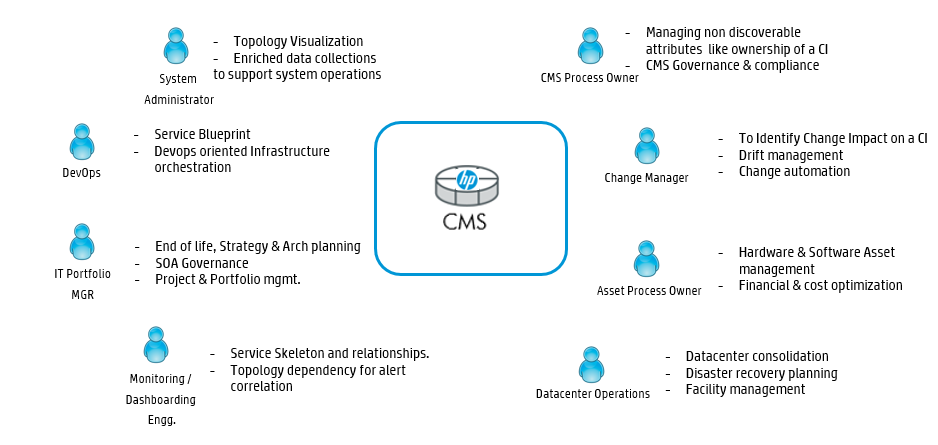 - Topology Visualization
- Enriched data collections
to support system operations
System
Administrator
- Managing non discoverable
attributes like ownership of a CI
- CMS Governance & compliance
CMS Process Owner
- Service Blueprint
- Devops oriented Infrastructure
orchestration
DevOps
hp
CMS
- To Identify Change Impact on a CI
- Drift management
- Change automation
Change Manager
- End of life, Strategy & Arch planning
- SOA Governance
- Project & Portfolio mgmt.
IT Portfolio
MGR
- Hardware & Software Asset
management
- Financial & cost optimization
Asset Process Owner
- Service Skeleton and relationships.
- Topology dependency for alert
correlation
Monitoring /
Dashboarding
Engg.
- Datacenter consolidation
- Disaster recovery planning
- Facility management
Datacenter Operations